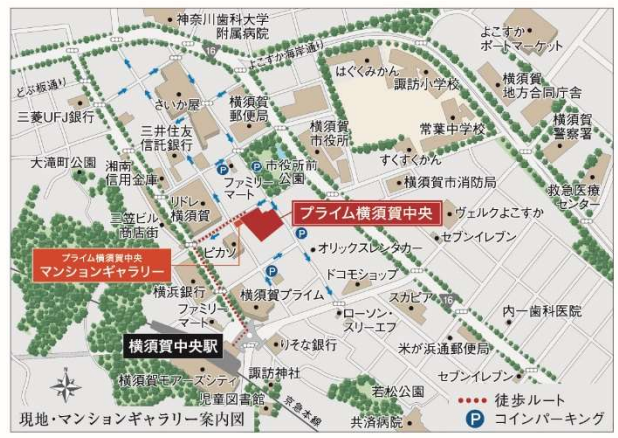 神奈川歯科大学
附属病院
よこすか
ポートマーケット
16
よこすか海岸通り
どぶ板通り
はぐくみかん
諏訪小学校
横須賀
地方合同庁舎
さいか屋
横須賀
郵便局
三菱UFJ銀行
三井住友
信託銀行
横須賀
市役所
常葉中学校
横須賀
警察署
大滝町公園
湘南
信用金庫
P
ファミリー
マート
市役所前
公園
すくすくかん
横須賀市消防局
救急医療
センター
リドレ
横須賀
三笠ビル
商店街
P
プライム横須賀中央
ヴェルクよこすか
セブンイレブン
プライム横須賀中央
マンションギャラリー
ピカソ
P
オリックスレンタカー
P
ドコモショップ
横浜銀行
横須賀プライム
スカピア
16
ファミリー
マート
ローソン・
スリーエフ
内一歯科医院
横須賀中央駅
りそな銀行
米が浜通郵便局
横須賀モアーズシティ
諏訪神社
セブンイレブン
児童図書館
若松公園
徒歩ルート
現地・マンションギャラリー案内図
京急本線
共済病院
P コインパーキング